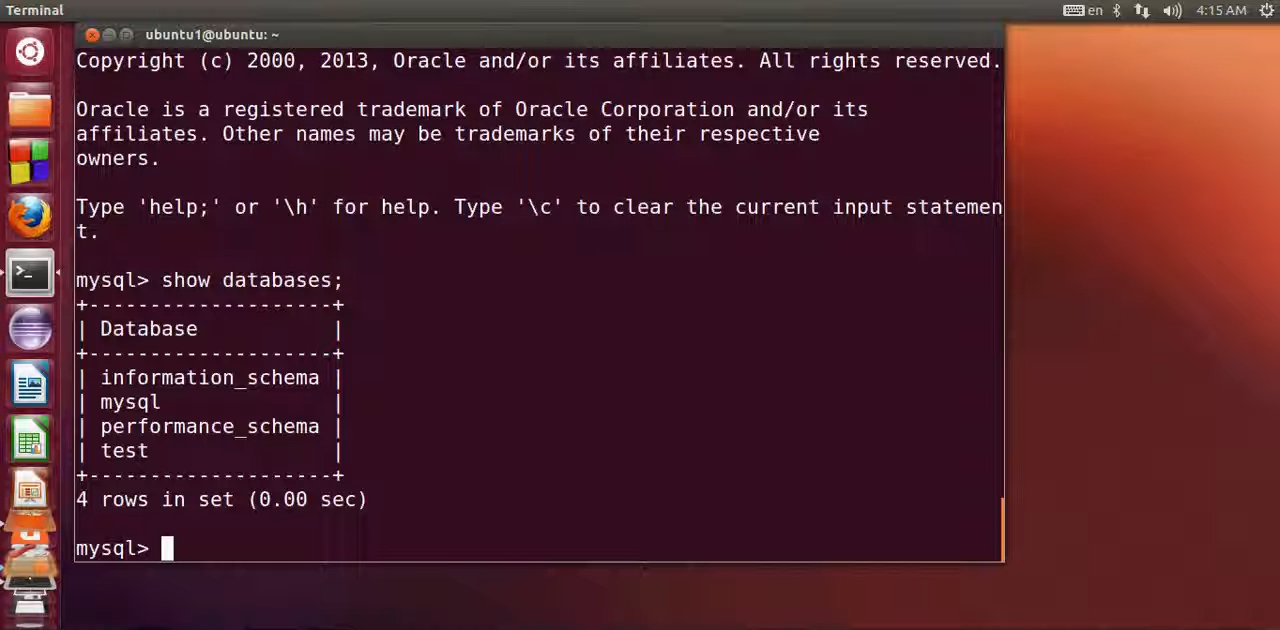 Terminal
en
4:15 AM
ubuntu1@ubuntu: ~
Copyright (c) 2000, 2013, Oracle and/or its affiliates. All rights reserved.
Oracle is a registered trademark of Oracle Corporation and/or its
affiliates. Other names may be trademarks of their respective
owners.
Type 'help;' or '\h' for help. Type '\c' to clear the current input statemen
t.
mysql> show databases;
+--------------------+
| Database           |
+--------------------+
| information_schema |
| mysql              |
| performance_schema |
| test               |
+--------------------+
4 rows in set (0.00 sec)
mysql>